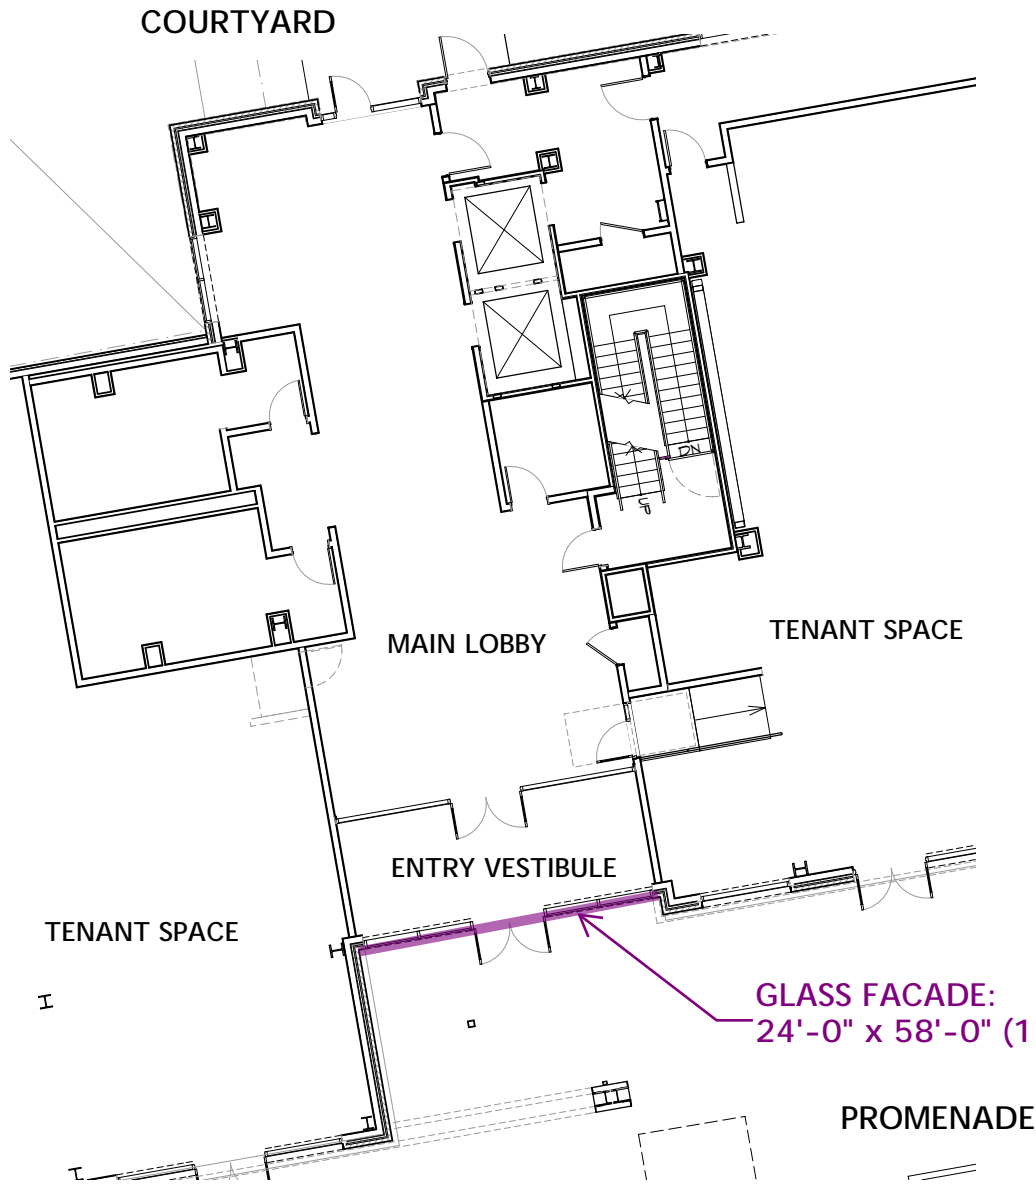 COURTYARD
DN
UP
MAIN LOBBY
TENANT SPACE
ENTRY VESTIBULE
TENANT SPACE
GLASS FACADE:
24'-0" x 58'-0" (1
PROMENADE